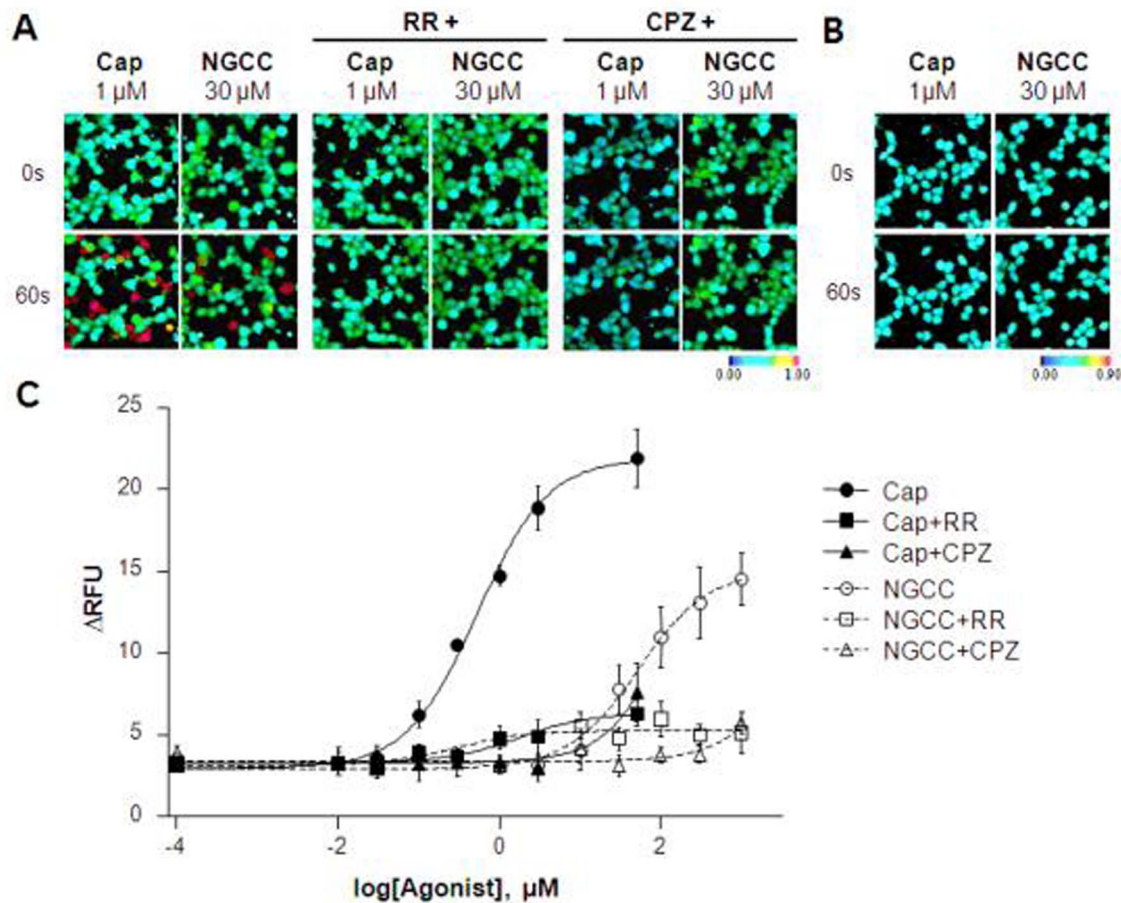 A RR + CPZ + B
Cap NGCC Cap NGCC Cap NGCC Cap NGCC
1 µM 30 µM 1 µM 30 µM 1 µM 30 µM 1 µM 30 µM
0s 0s
60s 60s
0.00 1.00 0.00 0.90
C
25
20
15
10
5
0
ΔRFU
-4 -2 0 2
log[Agonist], µM
Cap
Cap+RR
Cap+CPZ
NGCC
NGCC+RR
NGCC+CPZ